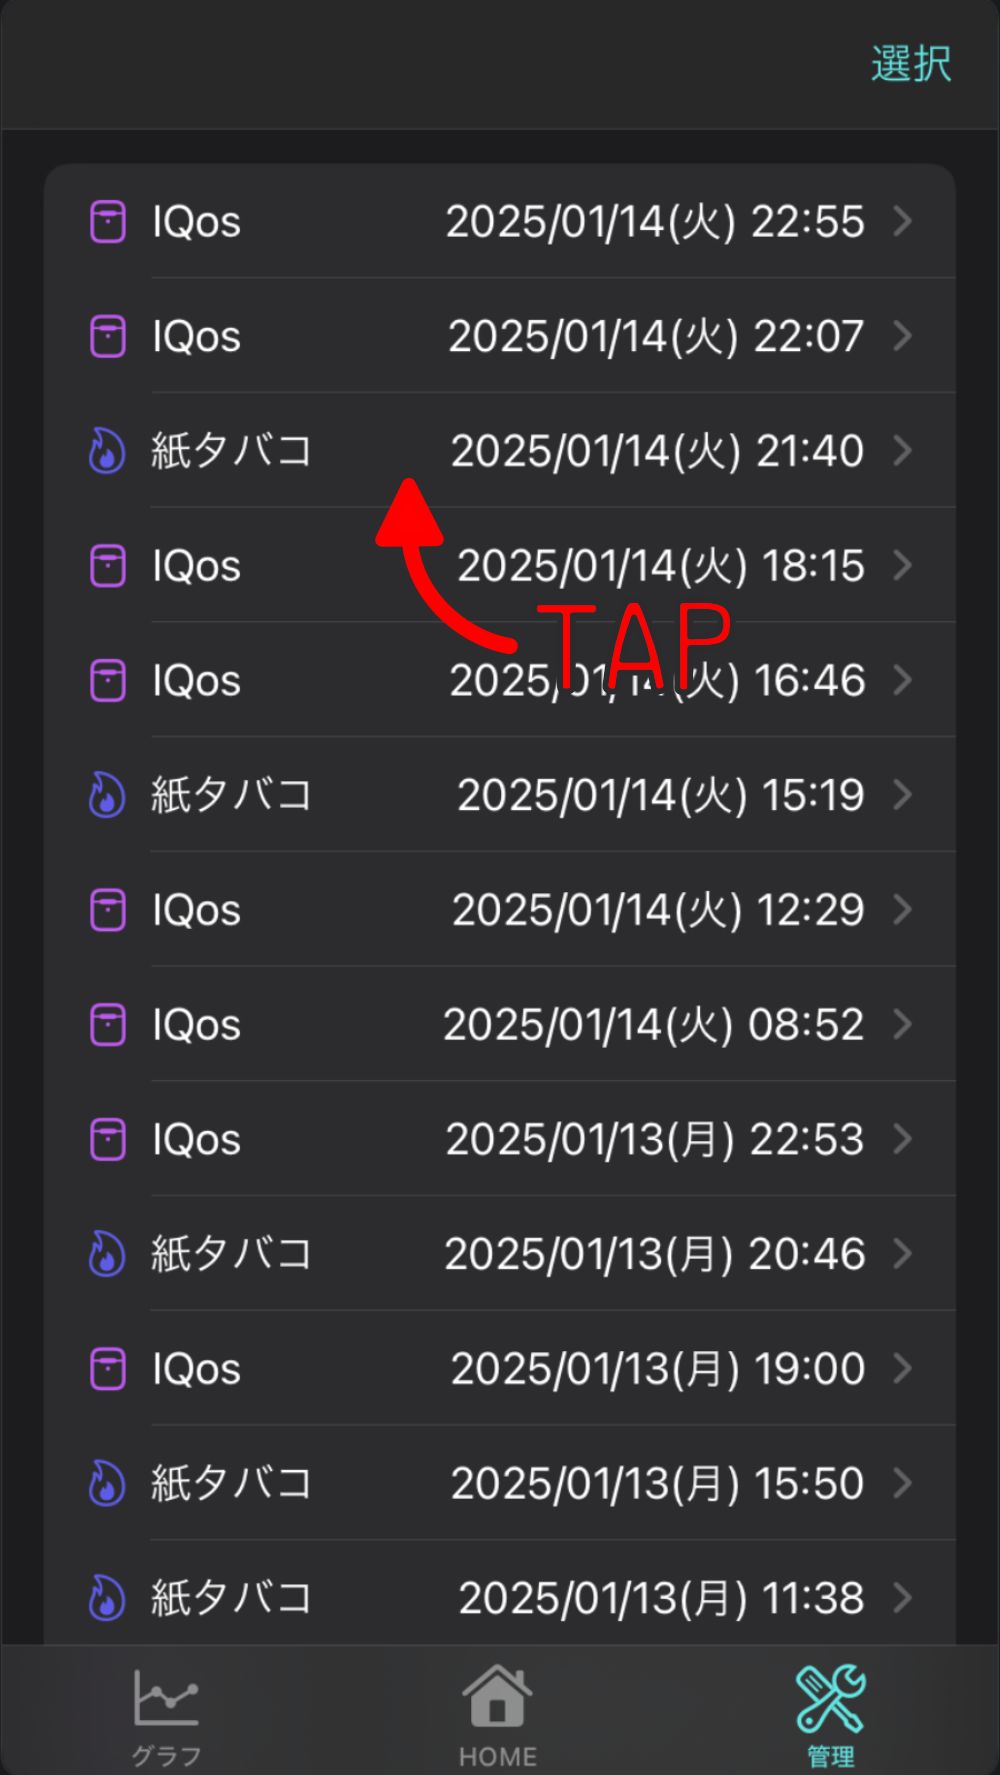 選択
IQos 2025/01/14(火) 22:55
IQos 2025/01/14(火) 22:07
紙タバコ 2025/01/14(火) 21:40
IQos 2025/01/14(火) 18:15
TAP
IQos 2025/01/14(火) 16:46
紙タバコ 2025/01/14(火) 15:19
IQos 2025/01/14(火) 12:29
IQos 2025/01/14(火) 08:52
IQos 2025/01/13(月) 22:53
紙タバコ 2025/01/13(月) 20:46
IQos 2025/01/13(月) 19:00
紙タバコ 2025/01/13(月) 15:50
紙タバコ 2025/01/13(月) 11:38
グラフ HOME 管理